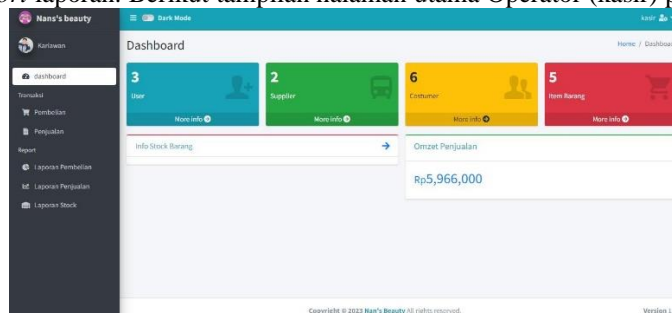 laporan. Berikut tampilan halaman utama Operator (kasir)
Nans's beauty
Dark Mode
kasir
Kariawan
Dashboard
Home / Dashboard
dashboard
Transaksi
Pembelian
Penjualan
Report
Laporan Pembelian
Laporan Penjualan
Laporan Stock
3
User
More info
2
Supplier
More info
6
Costumer
More info
5
Item Barang
More info
Info Stock Barang
Omzet Penjualan
Rp5,966,000
Copyright © 2023 Nan's Beauty All rights reserved.
Version